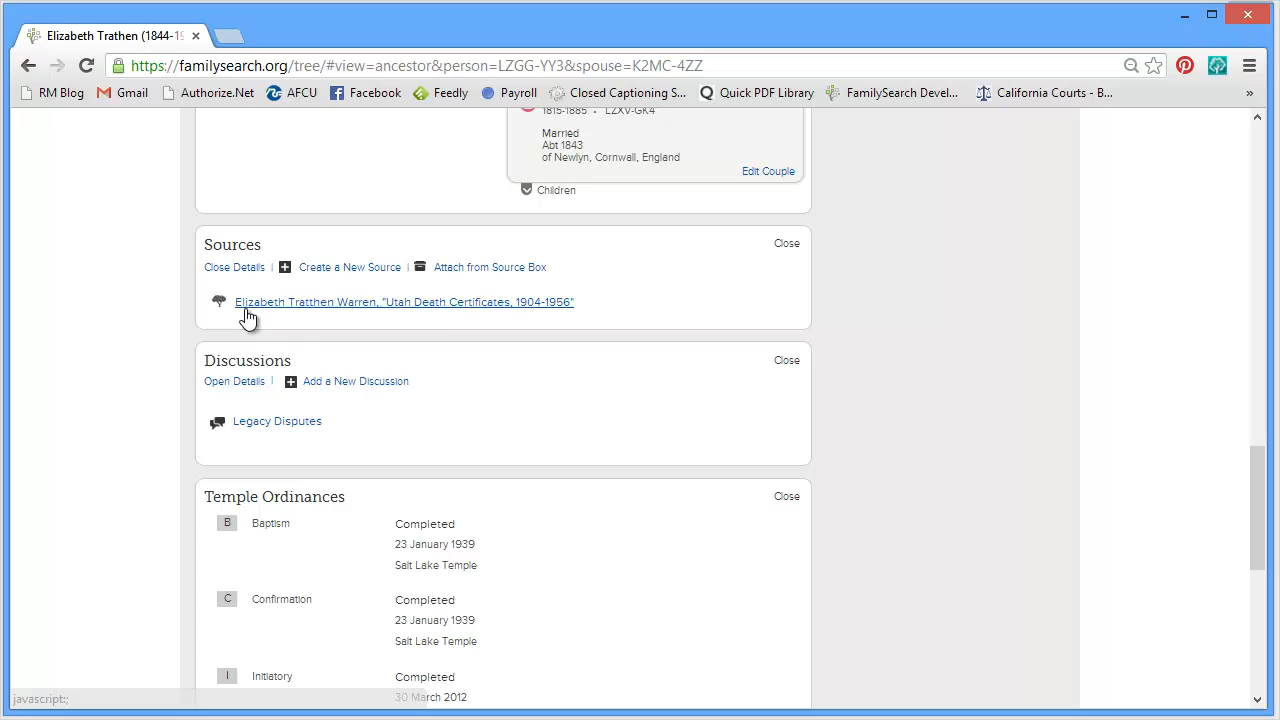 Elizabeth Trathen (1844-19
https://familysearch.org/tree/#view=ancestor&person=LZGG-YY3&spouse=K2MC-4ZZ
RM Blog Gmail Authorize.Net AFCU Facebook Feedly Payroll Closed Captioning S... Quick PDF Library FamilySearch Devel... California Courts - B... »
1815-1885 • LZXV-GK4
Married
Abt 1843
of Newlyn, Cornwall, England
Edit Couple
Children
Sources Close
Close Details | Create a New Source | Attach from Source Box
Elizabeth Tratthen Warren, "Utah Death Certificates, 1904-1956"
Discussions Close
Open Details | Add a New Discussion
Legacy Disputes
Temple Ordinances Close
B Baptism Completed
23 January 1939
Salt Lake Temple
C Confirmation Completed
23 January 1939
Salt Lake Temple
I Initiatory Completed
30 March 2012
javascript:;